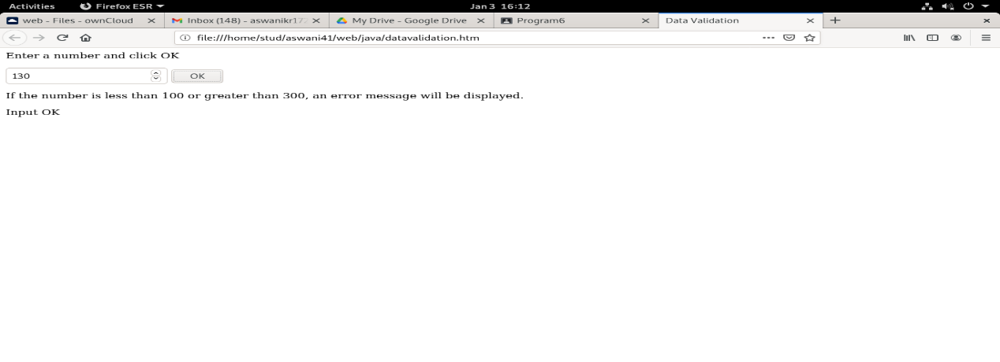 Activities Firefox ESR Jan 3 16:12
web - Files - ownCloud Inbox (148) - aswanikr177 My Drive - Google Drive Program6 Data Validation
file:///home/stud/aswani41/web/java/datavalidation.htm
Enter a number and click OK
130 OK
If the number is less than 100 or greater than 300, an error message will be displayed.
Input OK